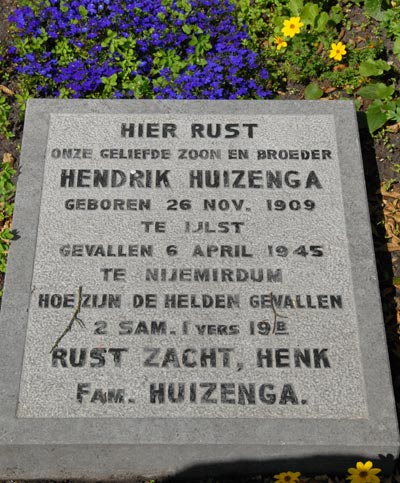 HIER RUST
ONZE GELIEFDE ZOON EN BROEDER
HENDRIK HUIZENGA
GEBOREN 26 NOV. 1909
TE IJLST
GEVALLEN 6 APRIL 1945
TE NIJEMIRDUM
HOE ZIJN DE HELDEN GEVALLEN
2 SAM. 1 VERS 19B
RUST ZACHT, HENK
FAM. HUIZENGA.